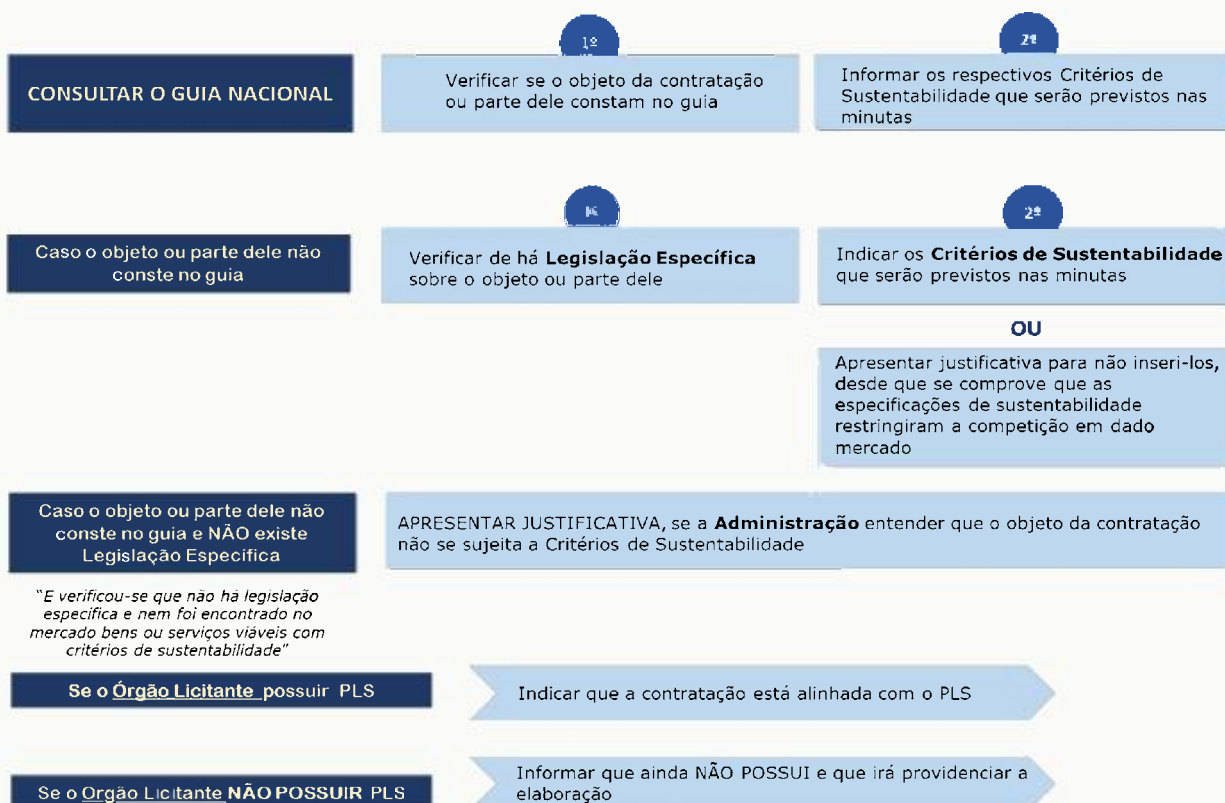 1º
2º
CONSULTAR O GUIA NACIONAL
Verificar se o objeto da contratação
ou parte dele constam no guia
Informar os respectivos Critérios de
Sustentabilidade que serão previstos nas
minutas
2º
Caso o objeto ou parte dele não
conste no guia
Verificar de há Legislação Específica
sobre o objeto ou parte dele
Indicar os Critérios de Sustentabilidade
que serão previstos nas minutas
OU
Apresentar justificativa para não inseri-los,
desde que se comprove que as
especificações de sustentabilidade
restringiram a competição em dado
mercado
Caso o objeto ou parte dele não
conste no guia e NÃO existe
Legislação Específica
APRESENTAR JUSTIFICATIVA, se a Administração entender que o objeto da contratação
não se sujeita a Critérios de Sustentabilidade
"E verificou-se que não há legislação
especifica e nem foi encontrado no
mercado bens ou serviços viáveis com
critérios de sustentabilidade"
Se o Órgão Licitante possuir PLS
Indicar que a contratação está alinhada com o PLS
Se o Orgão Licitante NÃO POSSUIR PLS
Informar que ainda NÃO POSSUI e que irá providenciar a
elaboração